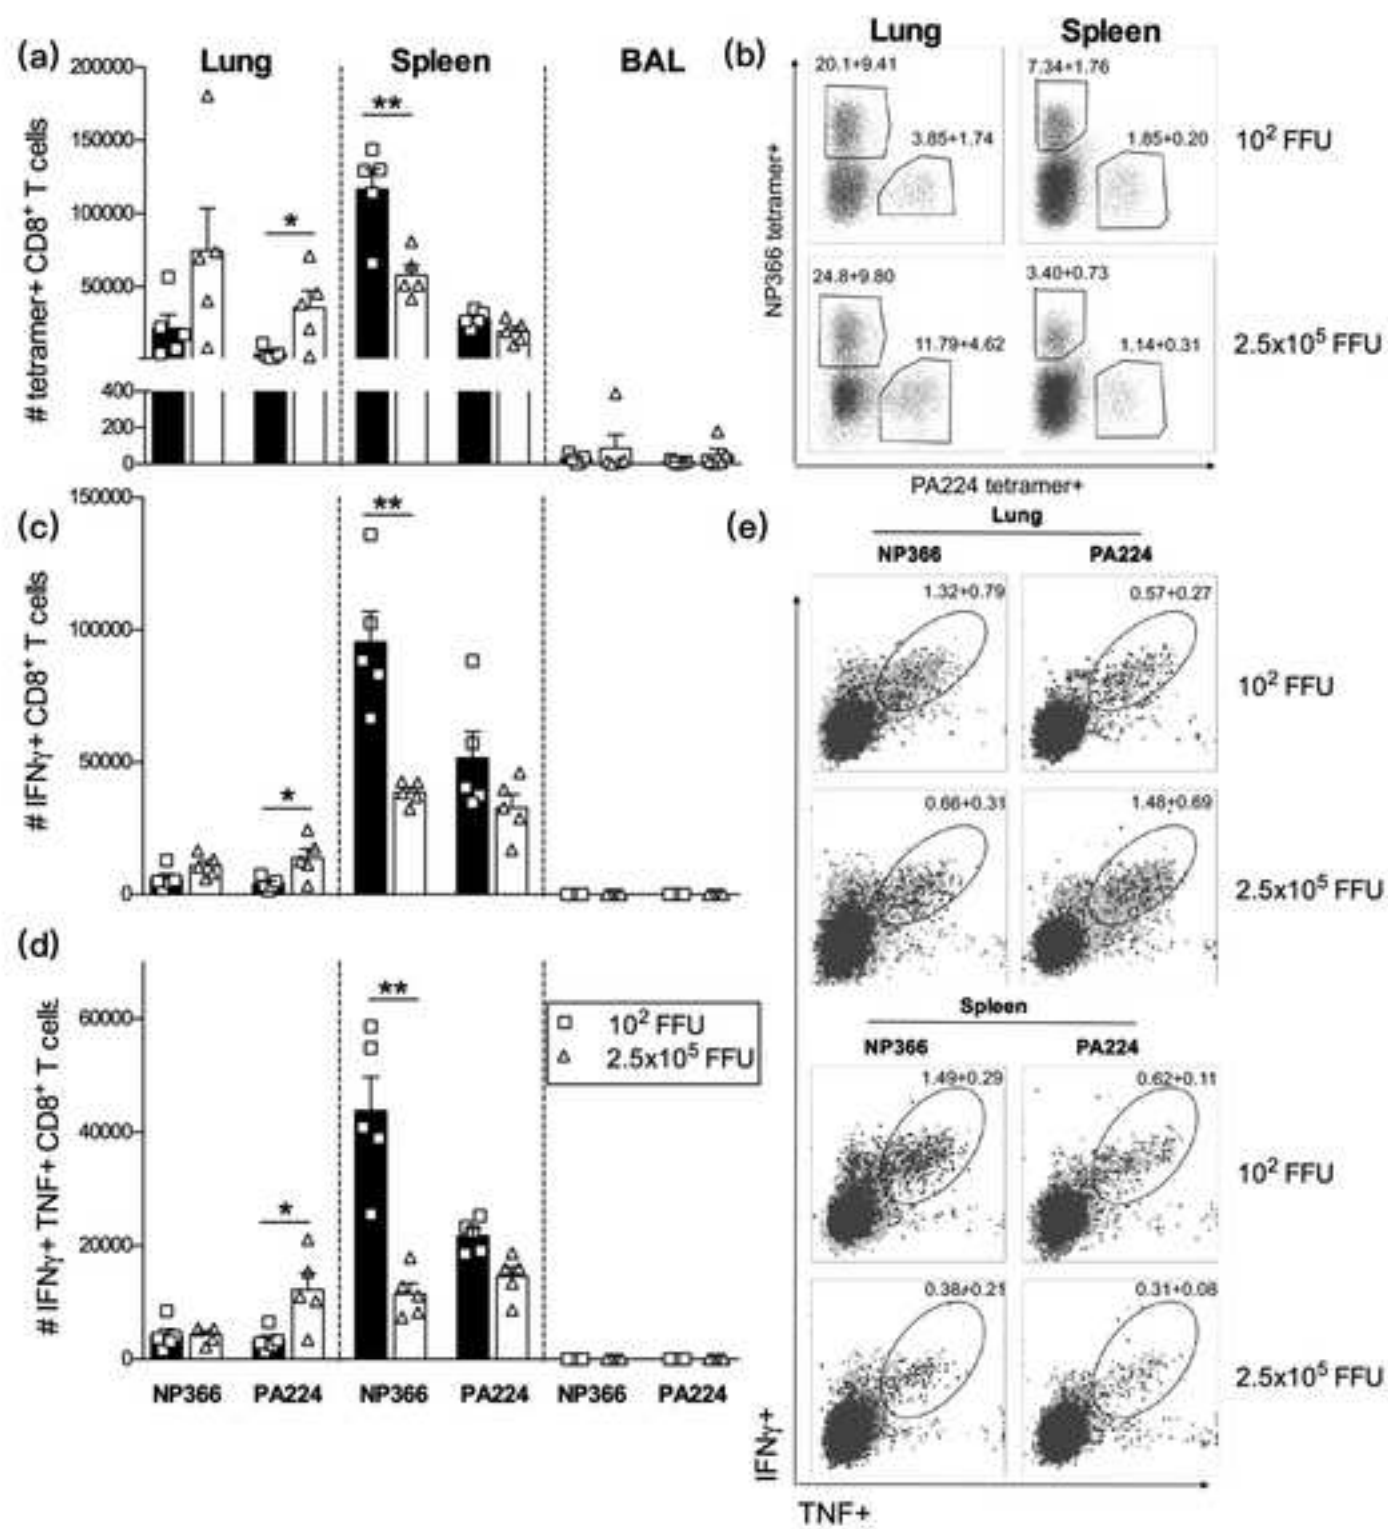 (a)
Lung
Spleen
BAL
# tetramer+ CD8+ T cells
200000
150000
100000
50000
400
200
0
*
**
(b)
Lung
Spleen
NP366 tetramer+
20.1+9.41
3.85+1.74
7.34+1.76
1.85+0.20
10² FFU
24.8+9.80
11.79+4.62
3.40+0.73
1.14+0.31
2.5x10⁵ FFU
PA224 tetramer+
(c)
# IFNγ+ CD8+ T cells
150000
100000
50000
0
*
**
(d)
# IFNγ+ TNF+ CD8+ T cells
60000
40000
20000
0
*
**
10² FFU
2.5x10⁵ FFU
NP366 PA224 NP366 PA224 NP366 PA224
(e)
Lung
NP366
PA224
1.32+0.79
0.57+0.27
10² FFU
0.66+0.31
1.48+0.69
2.5x10⁵ FFU
Spleen
NP366
PA224
1.49+0.29
0.62+0.11
10² FFU
0.38+0.21
0.31+0.08
2.5x10⁵ FFU
IFNγ+
TNF+